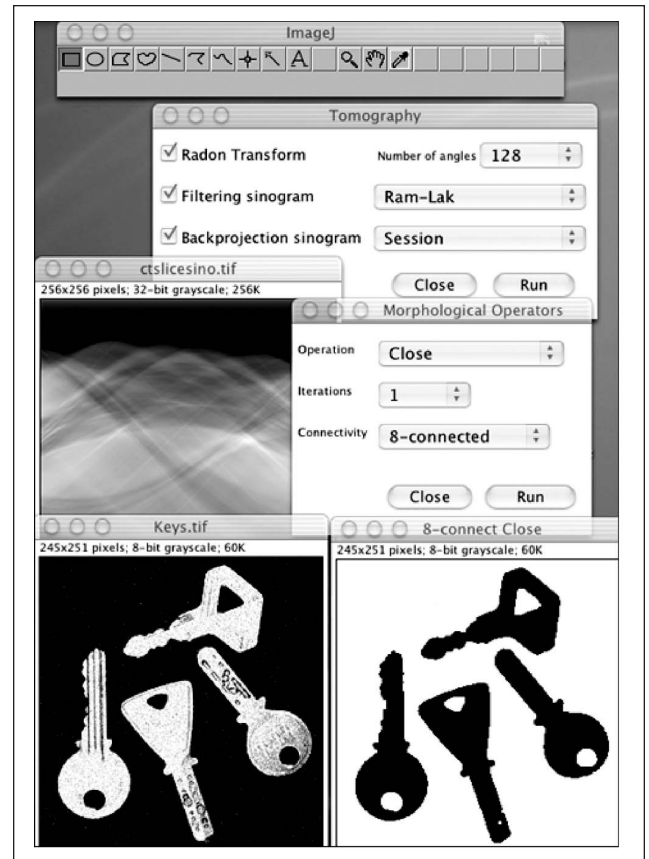 ImageJ
A
Tomography
Radon Transform Number of angles 128
Filtering sinogram Ram-Lak
Backprojection sinogram Session
Close Run
ctslicesino.tif
256x256 pixels; 32-bit grayscale; 256K
Morphological Operators
Operation Close
Iterations 1
Connectivity 8-connected
Close Run
Keys.tif
245x251 pixels; 8-bit grayscale; 60K
8-connect Close
245x251 pixels; 8-bit grayscale; 60K